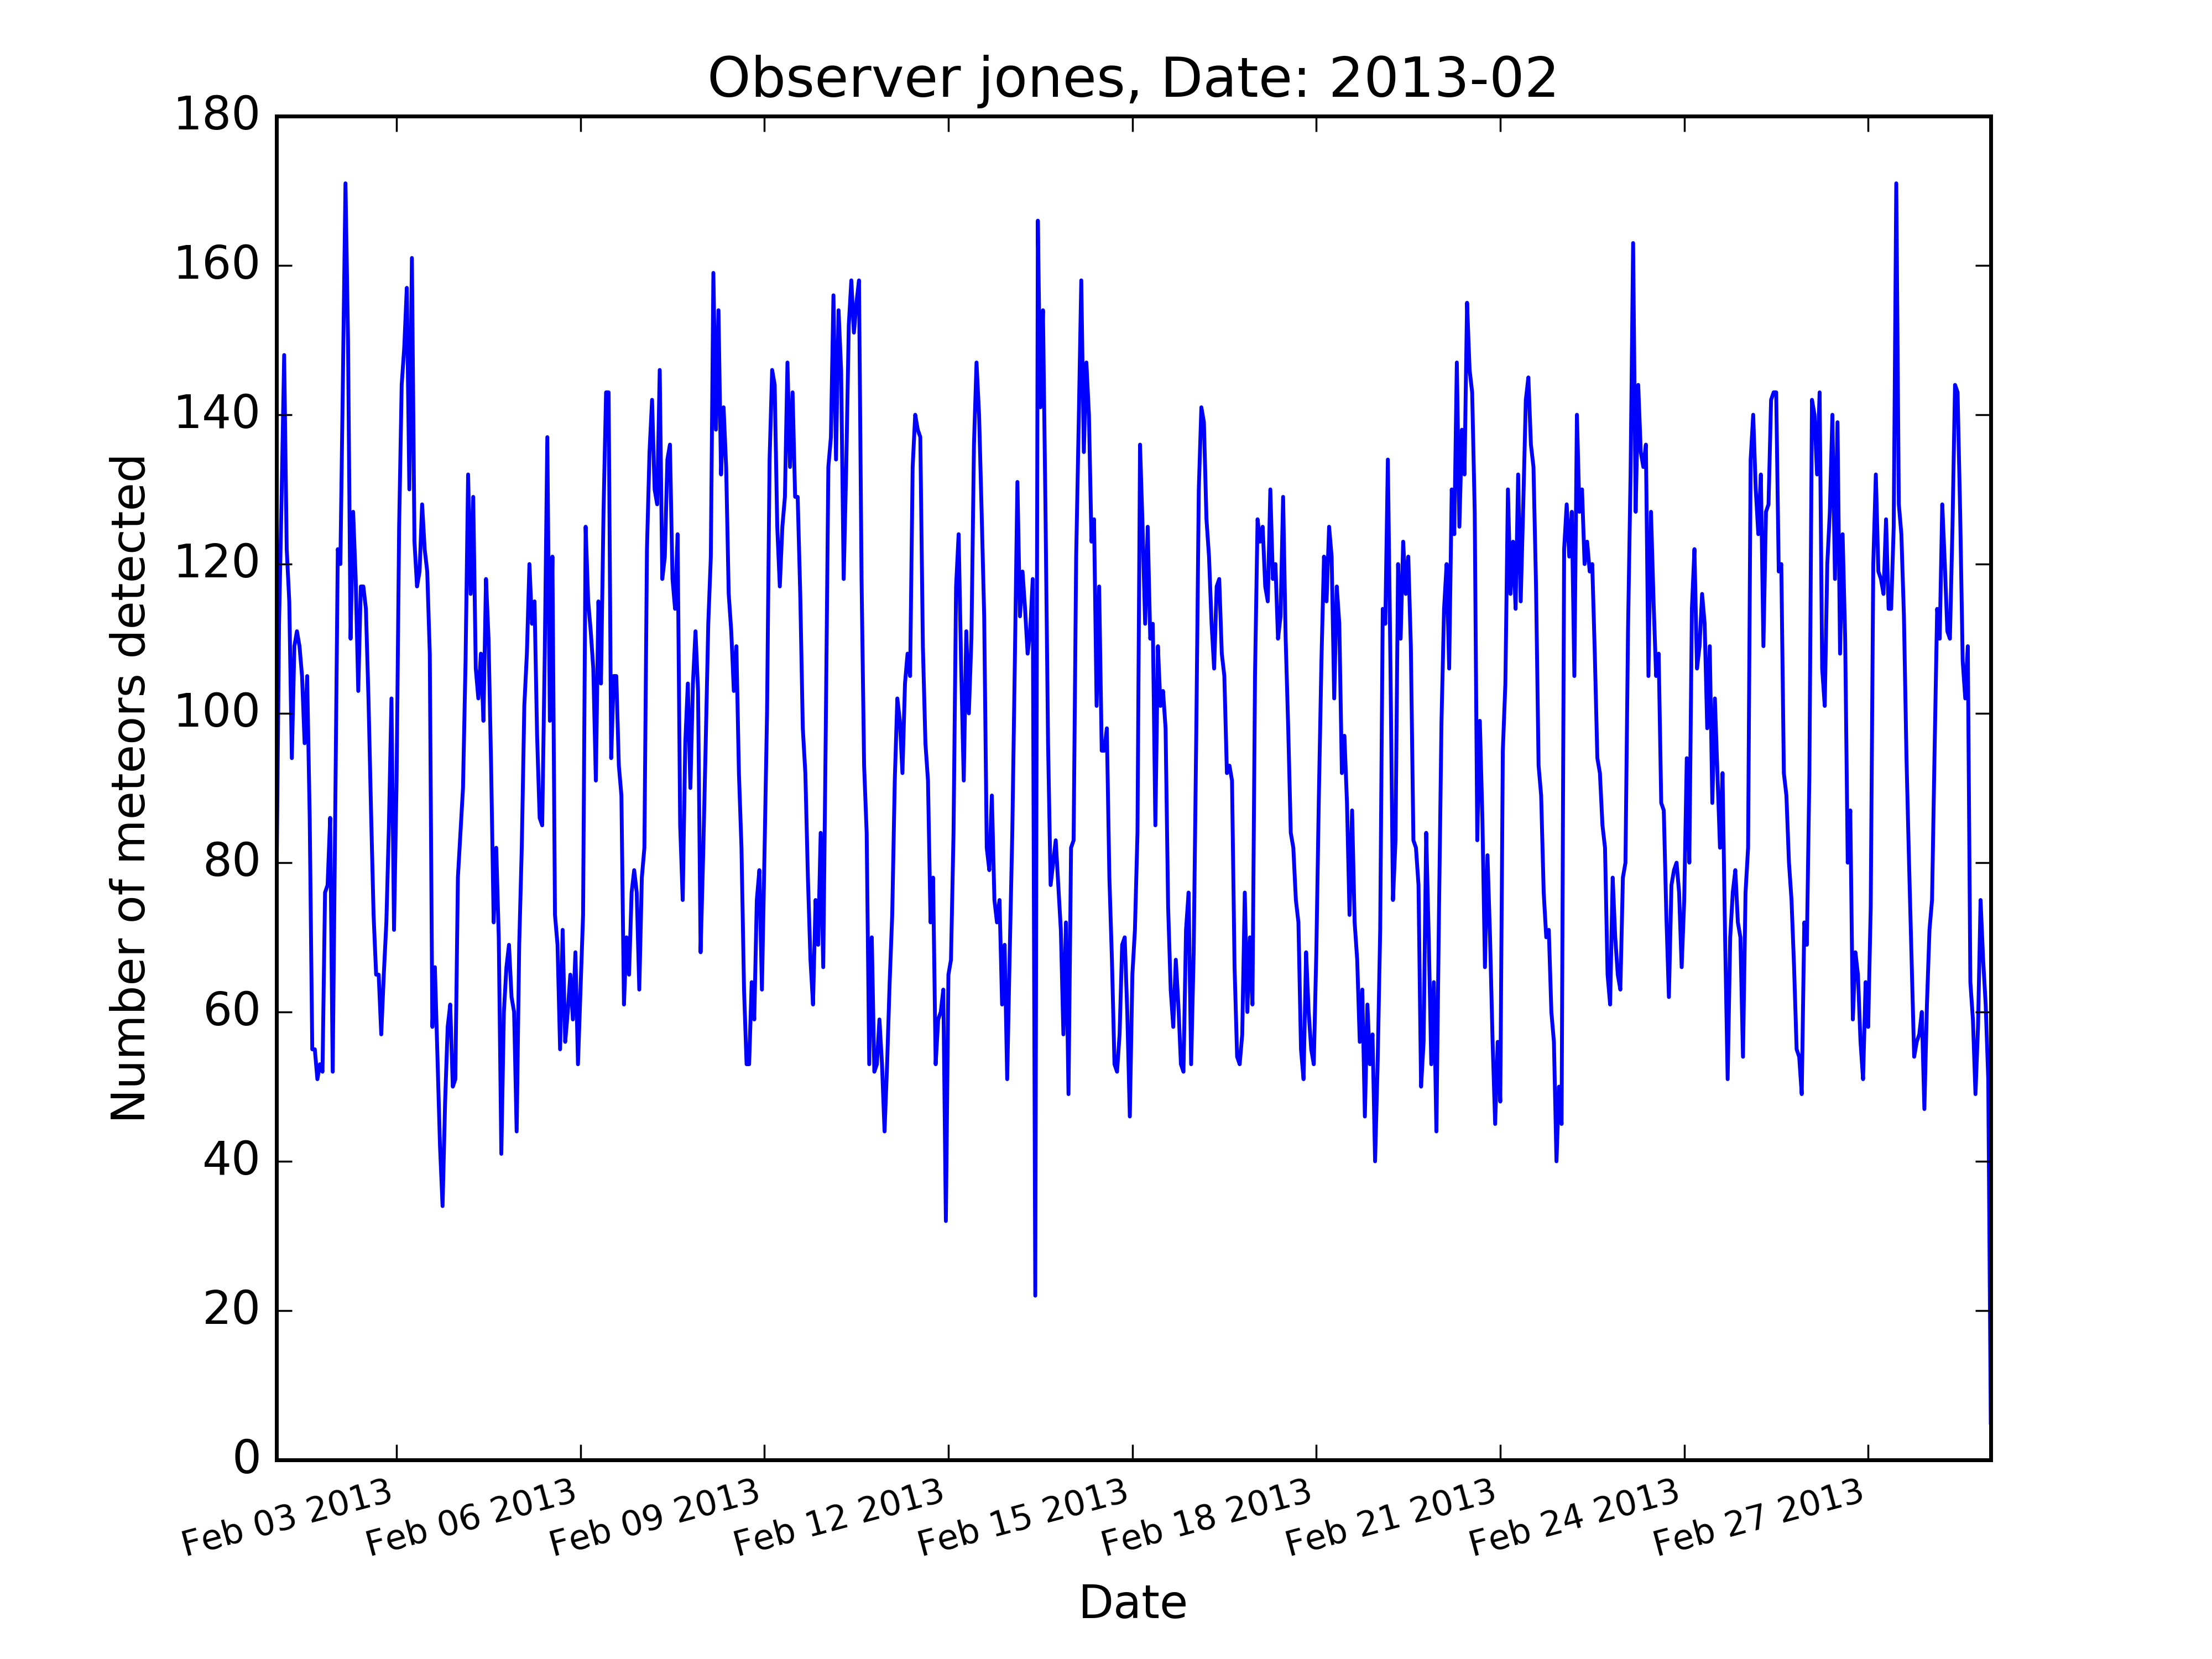 Observer jones, Date: 2013-02
180
160
140
120
100
80
60
40
20
0
Number of meteors detected
Feb 03 2013
Feb 06 2013
Feb 09 2013
Feb 12 2013
Feb 15 2013
Feb 18 2013
Feb 21 2013
Feb 24 2013
Feb 27 2013
Date